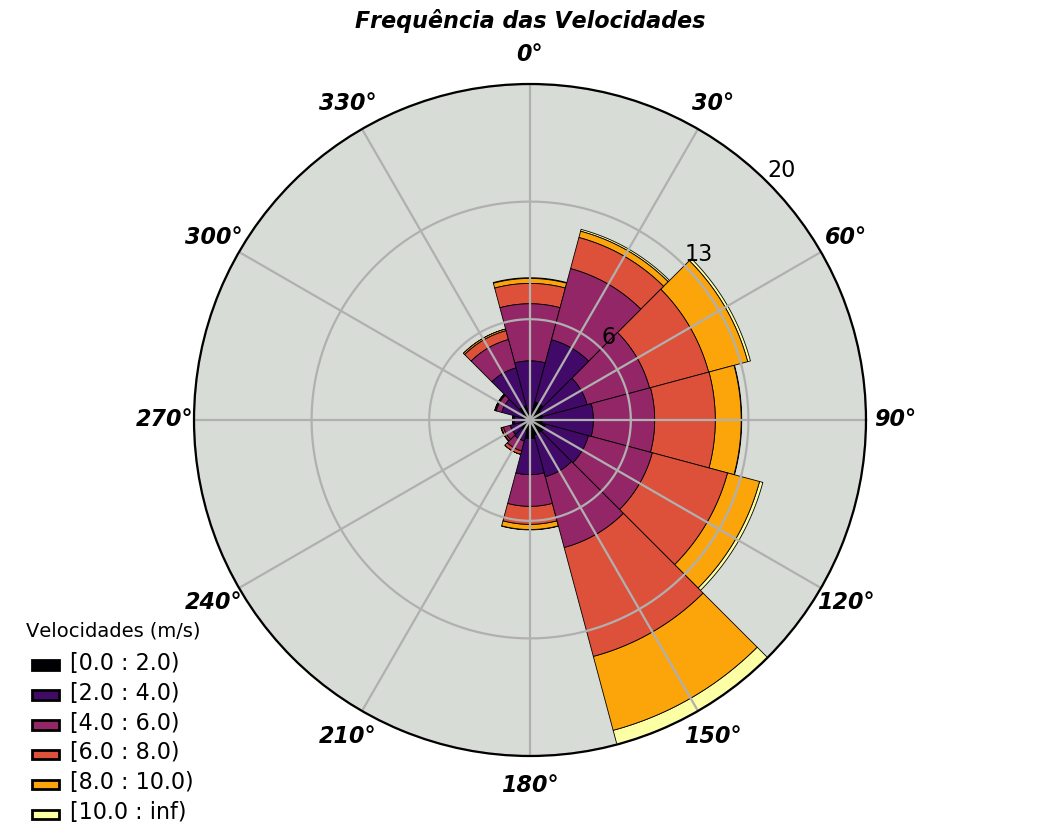 Frequência das Velocidades
0°
330°
30°
20
300°
60°
13
6
270°
90°
240°
120°
210°
150°
180°
Velocidades (m/s)
[0.0 : 2.0)
[2.0 : 4.0)
[4.0 : 6.0)
[6.0 : 8.0)
[8.0 : 10.0)
[10.0 : inf)